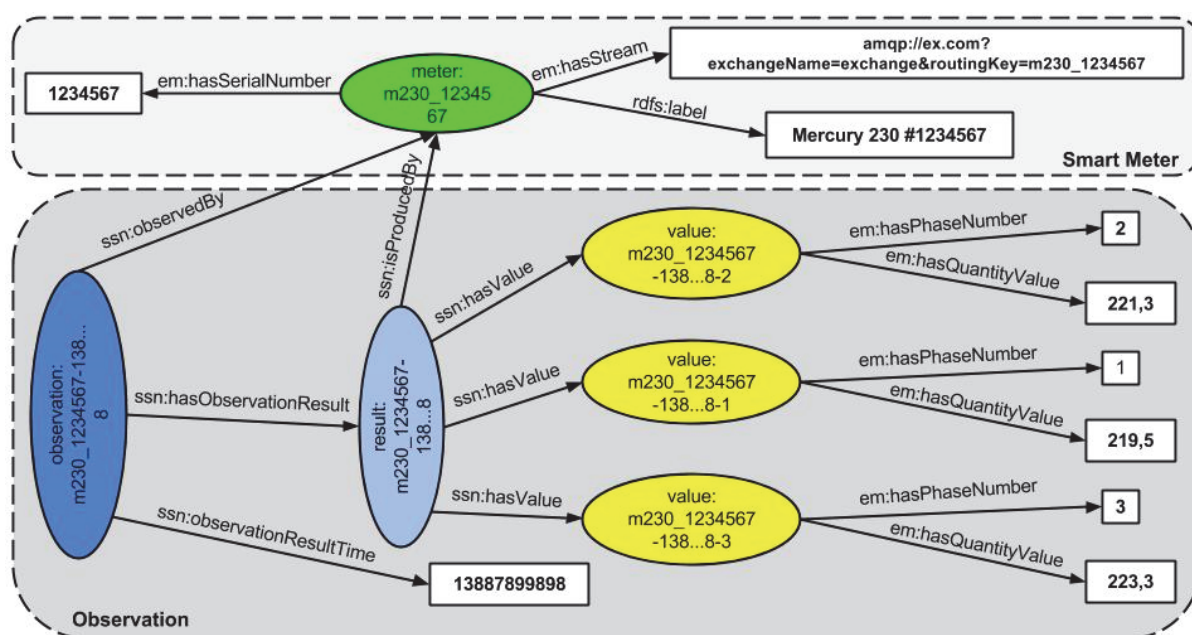 amqp://ex.com?
exchangeName=exchange&routingKey=m230_1234567
em:hasStream
meter:
m230_12345
67
em:hasSerialNumber
1234567
rdfs:label
Mercury 230 #1234567
Smart Meter
ssn:observedBy
ssn:isProducedBy
observation:
m230_1234567-138...
8
ssn:hasObservationResult
result:
m230_1234567-
138...8
ssn:observationResultTime
13887899898
ssn:hasValue
value:
m230_1234567
-138...8-2
em:hasPhaseNumber
2
em:hasQuantityValue
221,3
ssn:hasValue
value:
m230_1234567
-138...8-1
em:hasPhaseNumber
1
em:hasQuantityValue
219,5
ssn:hasValue
value:
m230_1234567
-138...8-3
em:hasPhaseNumber
3
em:hasQuantityValue
223,3
Observation